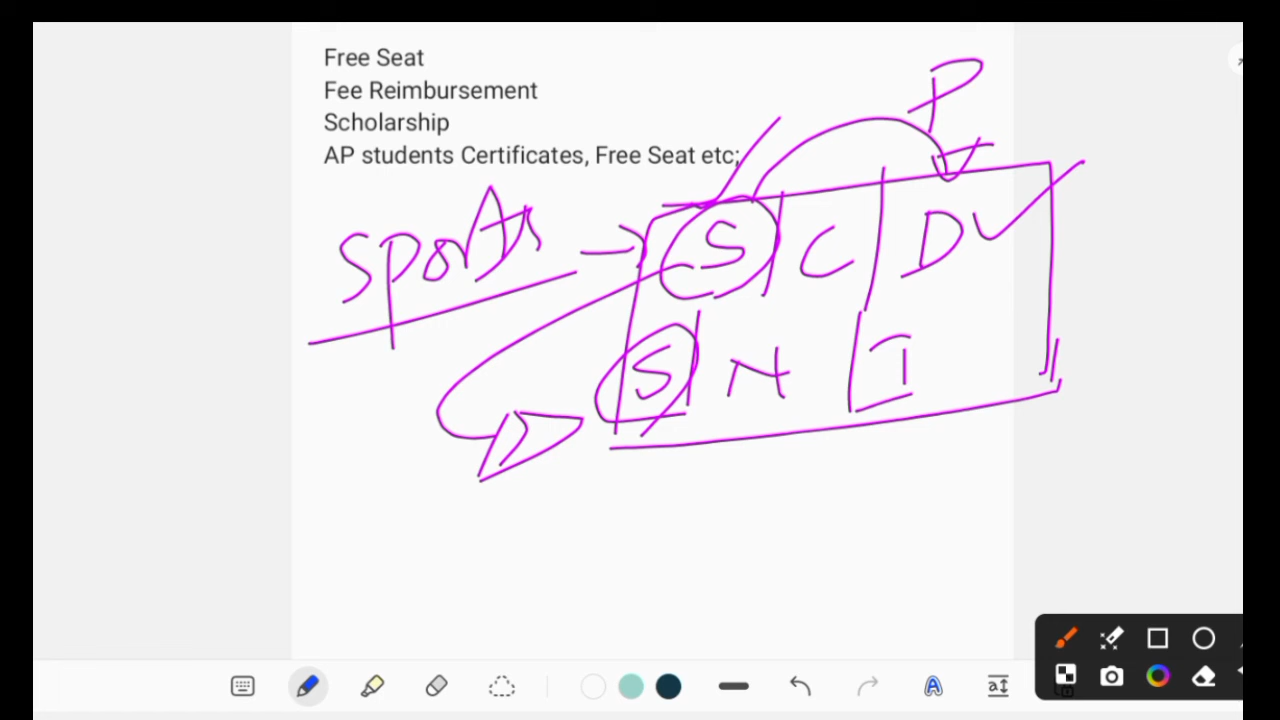 Free Seat
Fee Reimbursement
Scholarship
AP students Certificates, Free Seat etc;
P
Sports → S | C | D
S | N | I
D